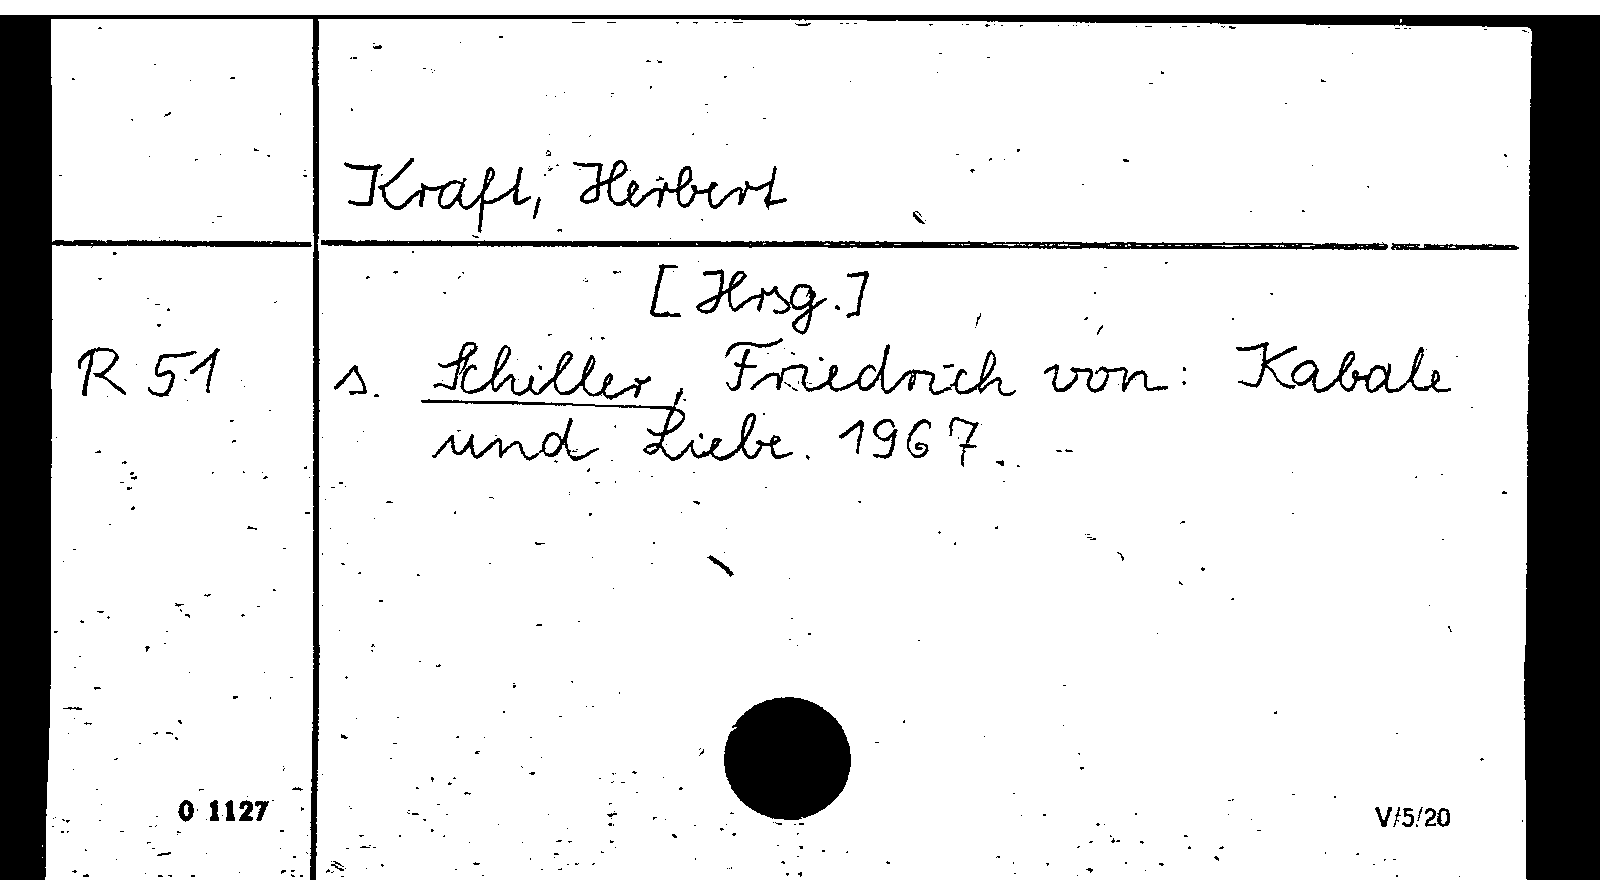 Kraft, Herbert
[Hrsg.]
R 51 s. Schiller, Friedrich von: Kabale
und Liebe. 1967.
0 1127 V/5/20